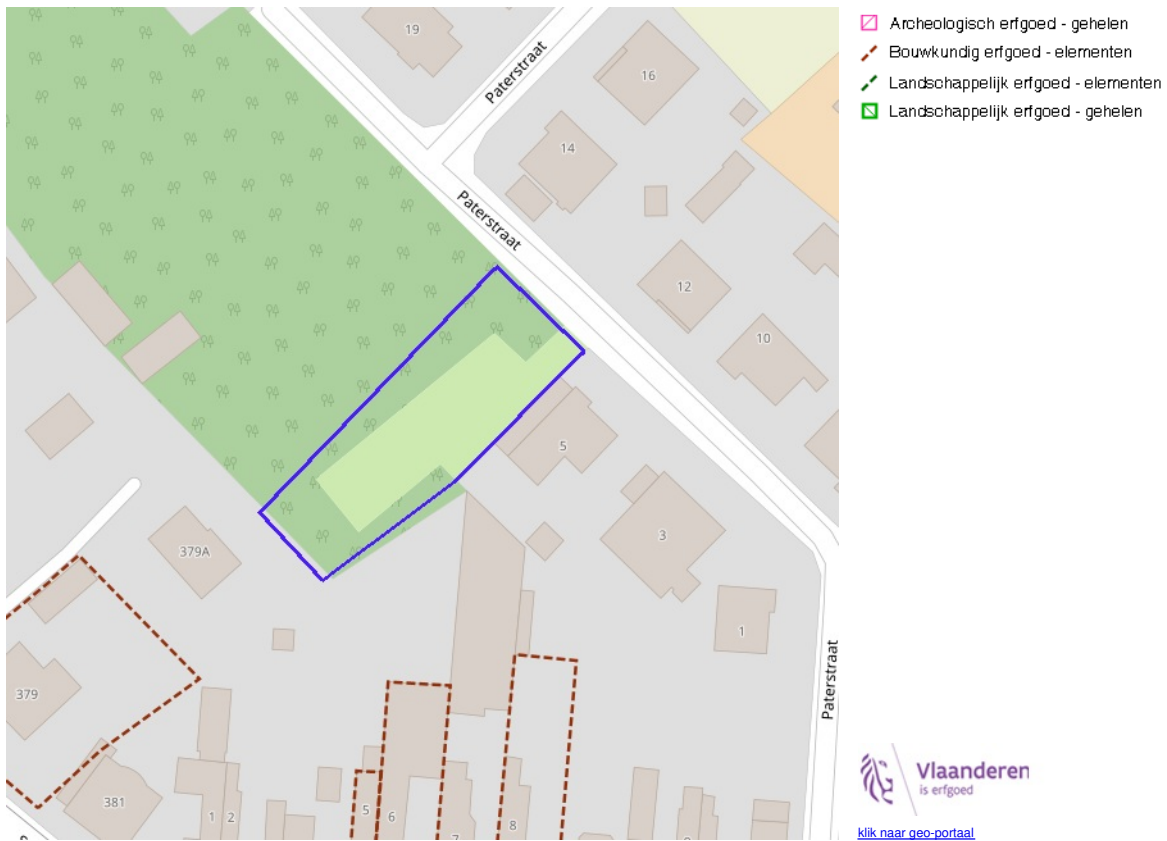 19
Paterstraat
16
14
Paterstraat
12
10
5
3
379A
1
379
Paterstraat
381
1 2
5
6
7
8
Archeologisch erfgoed - gehelen
Bouwkundig erfgoed - elementen
Landschappelijk erfgoed - elementen
Landschappelijk erfgoed - gehelen
Vlaanderen
is erfgoed
klik naar geo-portaal